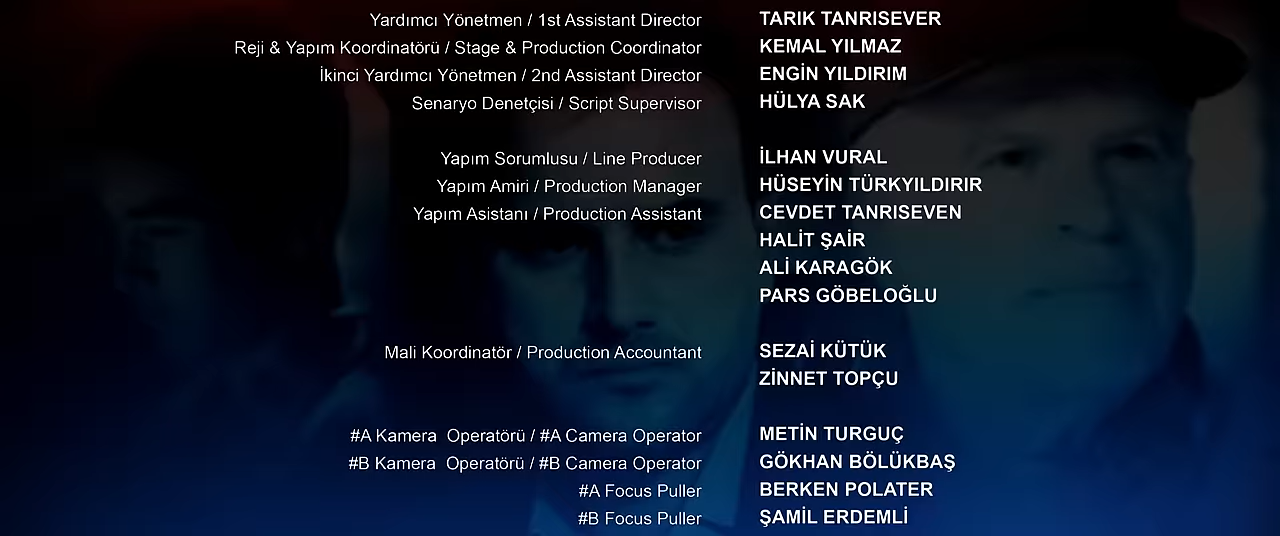 Yardımcı Yönetmen / 1st Assistant Director TARIK TANRISEVER
Reji & Yapım Koordinatörü / Stage & Production Coordinator KEMAL YILMAZ
İkinci Yardımcı Yönetmen / 2nd Assistant Director ENGİN YILDIRIM
Senaryo Denetçisi / Script Supervisor HÜLYA SAK
Yapım Sorumlusu / Line Producer İLHAN VURAL
Yapım Amiri / Production Manager HÜSEYİN TÜRKYILDIRIR
Yapım Asistanı / Production Assistant CEVDET TANRISEVEN
HALİT ŞAİR
ALİ KARAGÖK
PARS GÖBELOĞLU
Mali Koordinatör / Production Accountant SEZAİ KÜTÜK
ZİNNET TOPÇU
#A Kamera  Operatörü / #A Camera Operator METİN TURGUÇ
#B Kamera  Operatörü / #B Camera Operator GÖKHAN BÖLÜKBAŞ
#A Focus Puller BERKEN POLATER
#B Focus Puller ŞAMİL ERDEMLİ